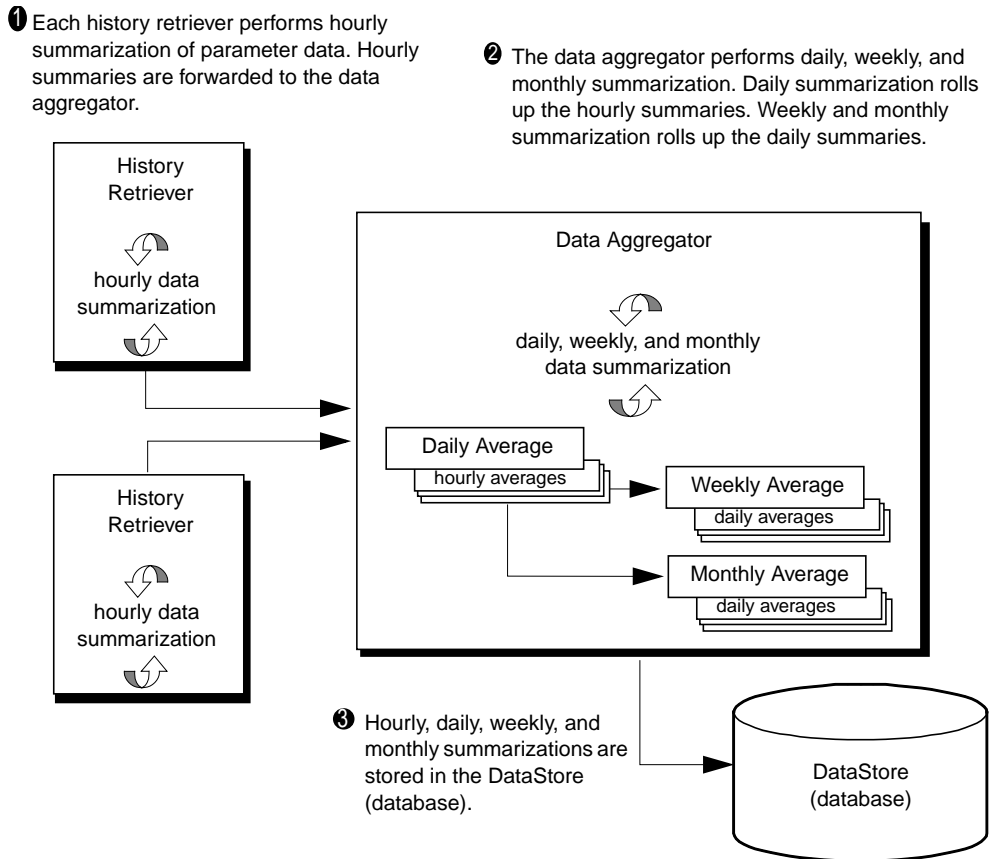 ❶ Each history retriever performs hourly
summarization of parameter data. Hourly
summaries are forwarded to the data
aggregator.
❷ The data aggregator performs daily, weekly, and
monthly summarization. Daily summarization rolls
up the hourly summaries. Weekly and monthly
summarization rolls up the daily summaries.
History
Retriever
hourly data
summarization
Data Aggregator
daily, weekly, and monthly
data summarization
Daily Average
hourly averages
Weekly Average
daily averages
Monthly Average
daily averages
History
Retriever
hourly data
summarization
❸ Hourly, daily, weekly, and
monthly summarizations are
stored in the DataStore
(database).
DataStore
(database)